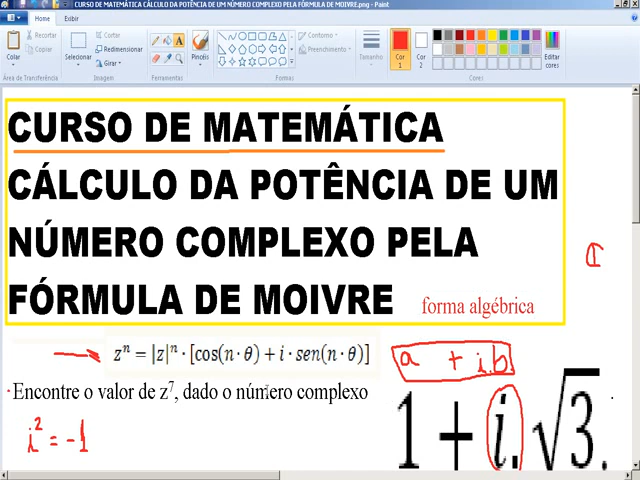 CURSO DE MATEMÁTICA CÁLCULO DA POTÊNCIA DE UM NÚMERO COMPLEXO PELA FÓRMULA DE MOIVRE.png - Paint
Home Exibir
Colar
Recortar
Copiar
Área de Transferência
Selecionar
Cortar
Redimensionar
Girar
Imagem
Ferramentas
Pincéis
Contorno
Preenchimento
Formas
Tamanho
Cor 1
Cor 2
Cores
Editar cores
CURSO DE MATEMÁTICA
CÁLCULO DA POTÊNCIA DE UM
NÚMERO COMPLEXO PELA
FÓRMULA DE MOIVRE
forma algébrica
zⁿ = |z|ⁿ · [cos(n · θ) + i · sen(n · θ)]
a + i.b
Encontre o valor de z⁷, dado o número complexo
1 + i.√3.
i² = -1